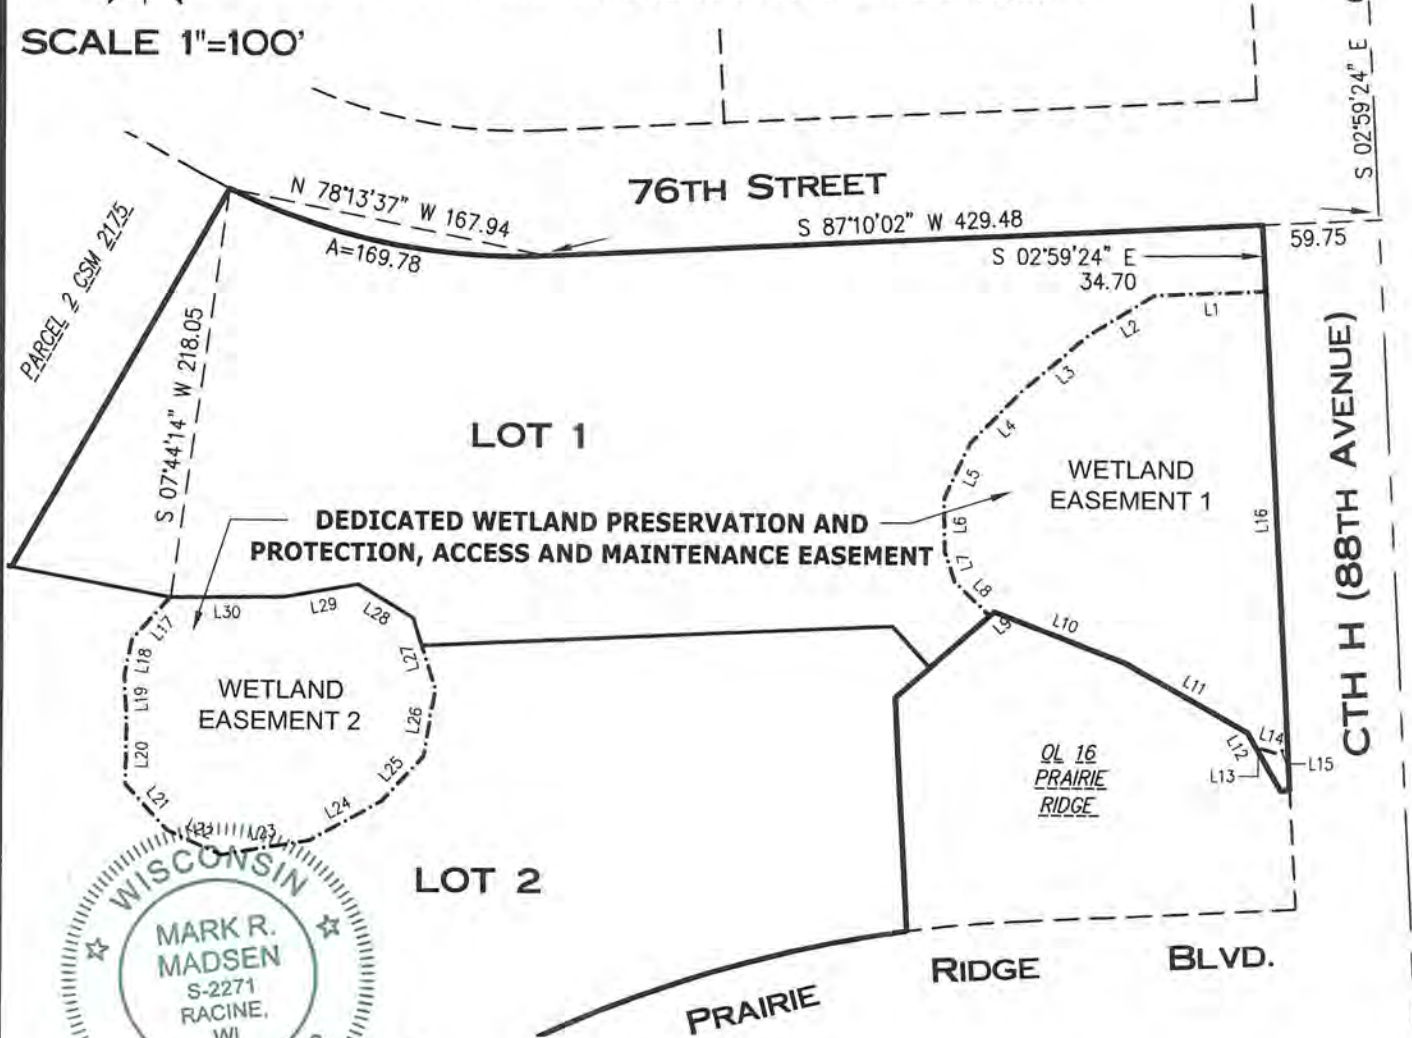 SCALE 1"=100'
S 02°59'24" E
76TH STREET
N 78°13'37" W 167.94
A=169.78
S 87°10'02" W 429.48
59.75
S 02°59'24" E
34.70
PARCEL 2 CSM 2175
S 07°44'14" W 218.05
L1
L2
L3
L4
L5
L6
L7
L8
L9
L10
L11
L12
L13
L14
L15
L16
LOT 1
WETLAND
EASEMENT 1
CTH H (88TH AVENUE)
DEDICATED WETLAND PRESERVATION AND
PROTECTION, ACCESS AND MAINTENANCE EASEMENT
L30
L29
L28
L27
L26
L25
L24
L23
L22
L21
L20
L19
L18
L17
WETLAND
EASEMENT 2
OL 16
PRAIRIE
RIDGE
LOT 2
PRAIRIE RIDGE BLVD.
WISCONSIN
MARK R.
MADSEN
S-2271
RACINE,
WI